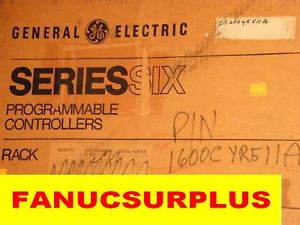 GENERAL ELECTRIC
IC600YR511A
SERIES SIX
PROGRAMMABLE
CONTROLLERS
P/N
RACK
1600CYR511A
FANUCSURPLUS